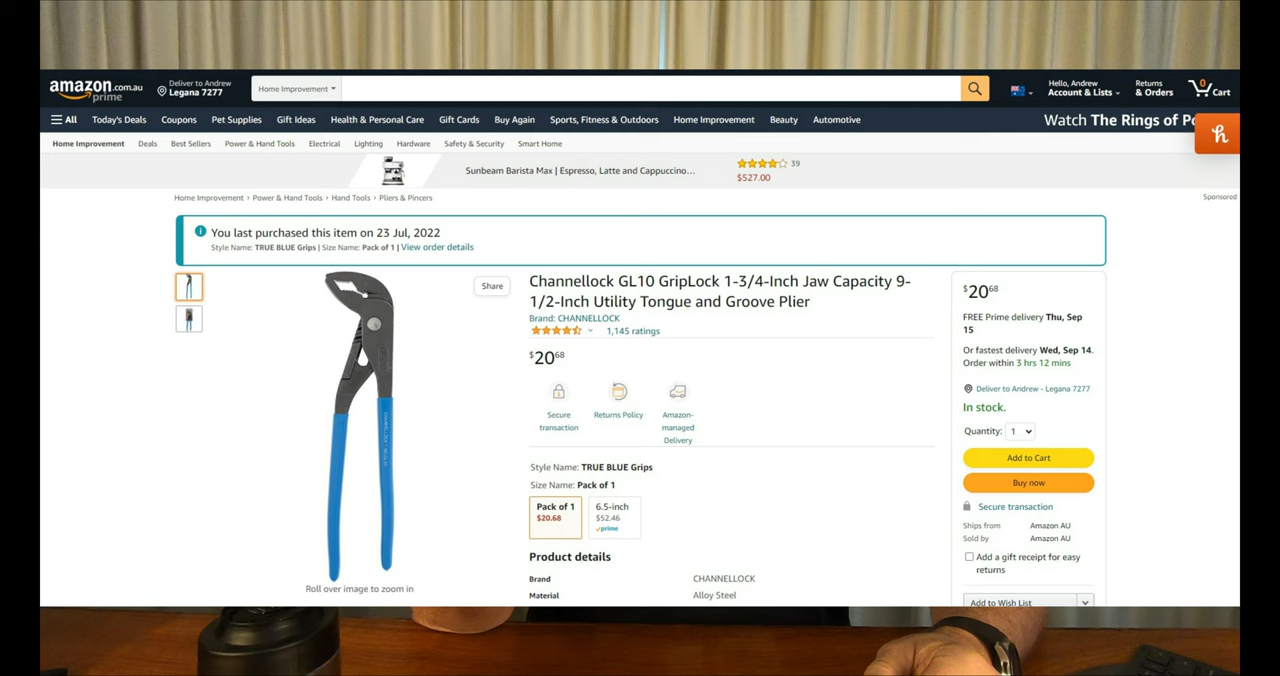 amazon.com.au
prime
Deliver to Andrew
Legana 7277
Home Improvement
Hello, Andrew
Account & Lists
Returns
& Orders
0
Cart
All
Today's Deals
Coupons
Pet Supplies
Gift Ideas
Health & Personal Care
Gift Cards
Buy Again
Sports, Fitness & Outdoors
Home Improvement
Beauty
Automotive
Watch The Rings of Po
h
Home Improvement
Deals
Best Sellers
Power & Hand Tools
Electrical
Lighting
Hardware
Safety & Security
Smart Home
Sunbeam Barista Max | Espresso, Latte and Cappuccino...
39
$527.00
Home Improvement › Power & Hand Tools › Hand Tools › Pliers & Pincers
Sponsored
You last purchased this item on 23 Jul, 2022
Style Name: TRUE BLUE Grips | Size Name: Pack of 1 | View order details
Share
Channellock GL10 GripLock 1-3/4-Inch Jaw Capacity 9-
1/2-Inch Utility Tongue and Groove Plier
Brand: CHANNELLOCK
1,145 ratings
$2068
Secure
transaction
Returns Policy
Amazon-
managed
Delivery
Style Name: TRUE BLUE Grips
Size Name: Pack of 1
Pack of 1
$20.68
6.5-inch
$52.46
prime
Product details
Brand
CHANNELLOCK
Material
Alloy Steel
Roll over image to zoom in
$2068
FREE Prime delivery Thu, Sep
15
Or fastest delivery Wed, Sep 14.
Order within 3 hrs 12 mins
Deliver to Andrew - Legana 7277
In stock.
Quantity: 1
Add to Cart
Buy now
Secure transaction
Ships from
Amazon AU
Sold by
Amazon AU
Add a gift receipt for easy
returns
Add to Wish List